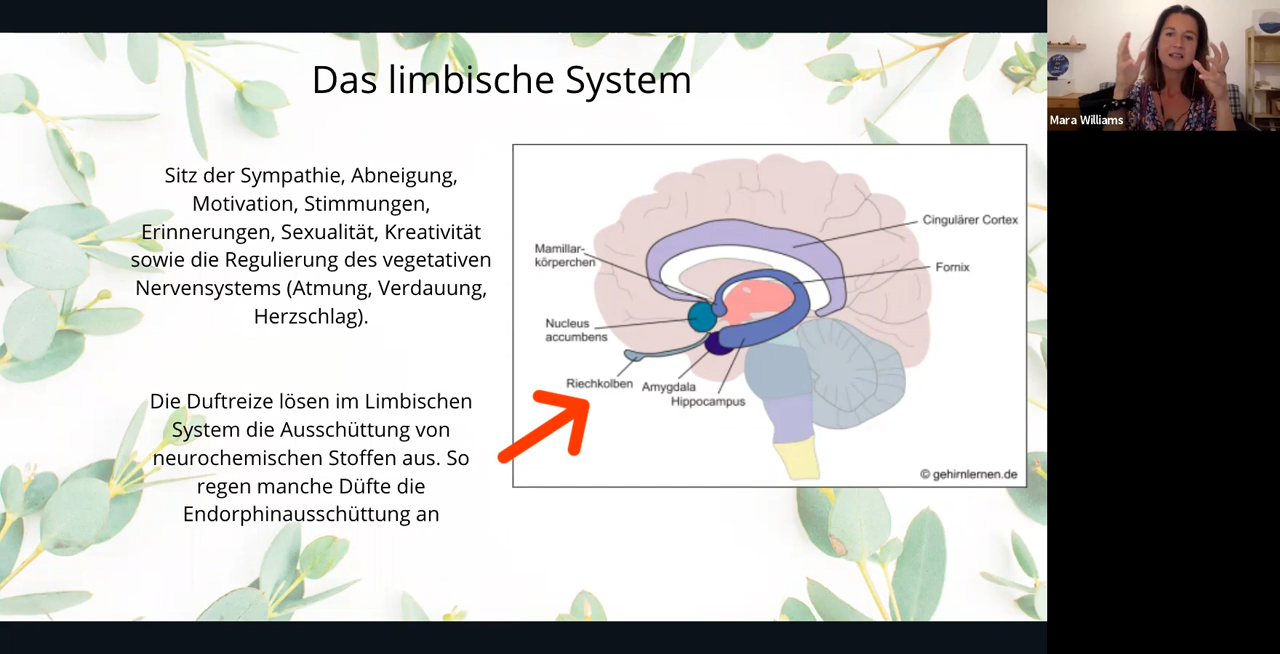 Das limbische System
Sitz der Sympathie, Abneigung,
Motivation, Stimmungen,
Erinnerungen, Sexualität, Kreativität
sowie die Regulierung des vegetativen
Nervensystems (Atmung, Verdauung,
Herzschlag).
Die Duftreize lösen im Limbischen
System die Ausschüttung von
neurochemischen Stoffen aus. So
regen manche Düfte die
Endorphinausschüttung an
Cingulärer Cortex
Mamillar-
körperchen
Fornix
Nucleus
accumbens
Riechkolben
Amygdala
Hippocampus
© gehirnlernen.de
Mara Williams